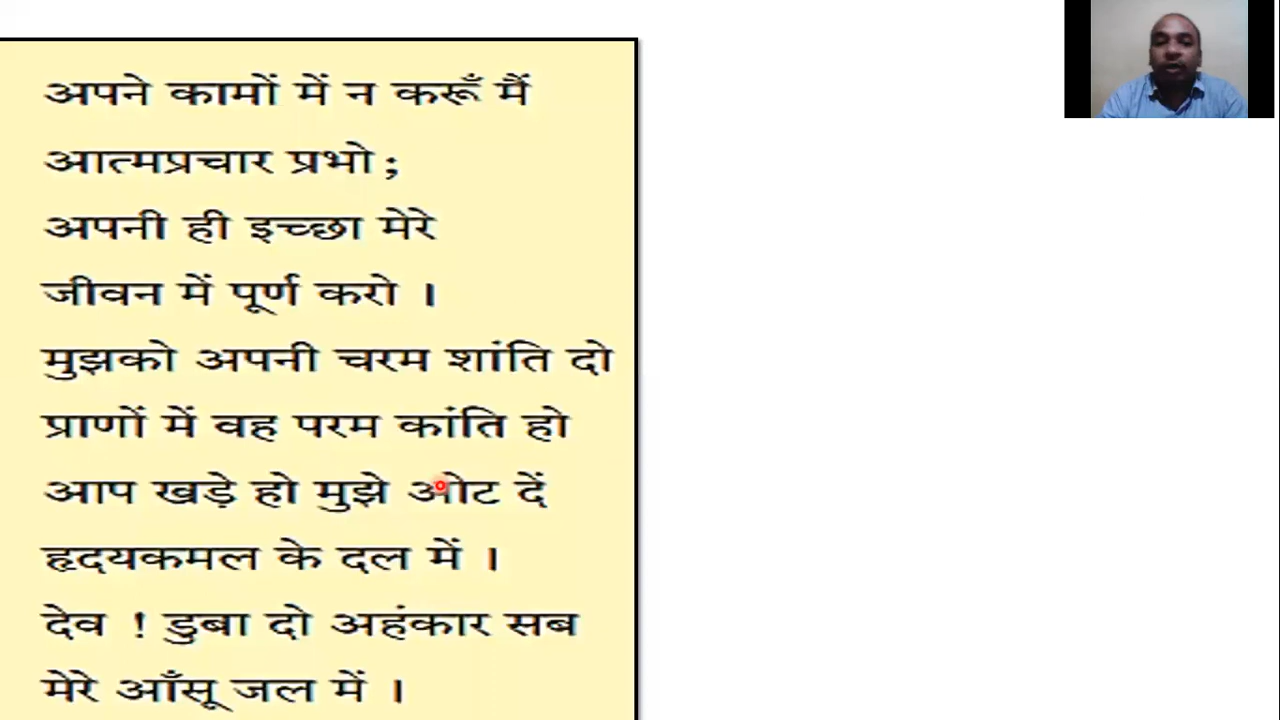 अपने कामों में न करूँ मैं
आत्मप्रचार प्रभो ;
अपनी ही इच्छा मेरे
जीवन में पूर्ण करो ।
मुझको अपनी चरम शांति दो
प्राणों में वह परम कांति हो
आप खड़े हो मुझे ओट दें
हृदयकमल के दल में ।
देव ! डुबा दो अहंकार सब
मेरे आँसू जल में ।